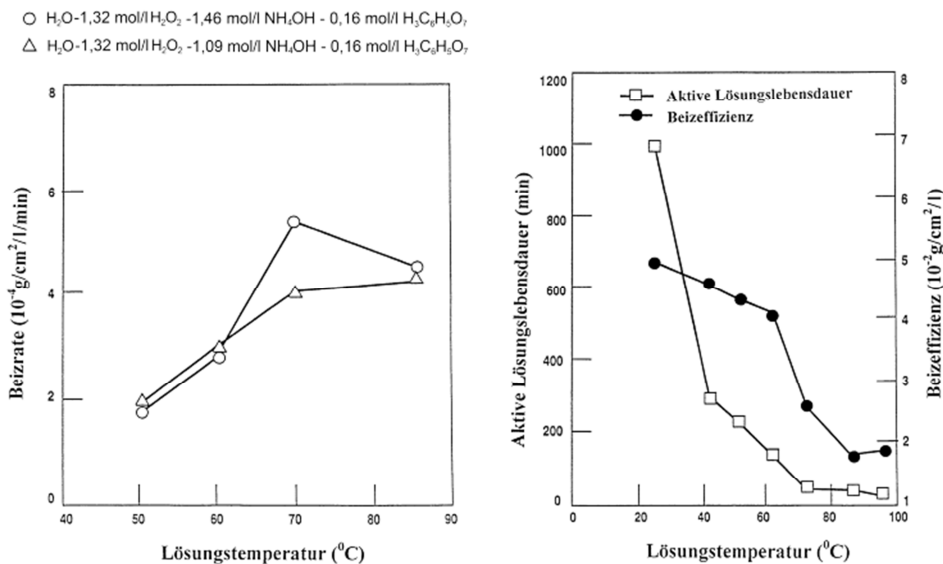 H₂O-1,32 mol/l H₂O₂ -1,46 mol/l NH₄OH - 0,16 mol/l H₃C₆H₅O₇
H₂O-1,32 mol/l H₂O₂ -1,09 mol/l NH₄OH - 0,16 mol/l H₃C₆H₅O₇
8
6
4
2
0
Beizrate (10⁻⁴g/cm²/l/min)
40 50 60 70 80 90
Lösungstemperatur (⁰C)
1200
1000
800
600
400
200
0
Aktive Lösungslebensdauer (min)
Aktive Lösungslebensdauer
Beizeffizienz
8
7
6
5
4
3
2
1
Beizeffizienz (10⁻²g/cm²/l)
0 20 40 60 80 100
Lösungstemperatur (⁰C)